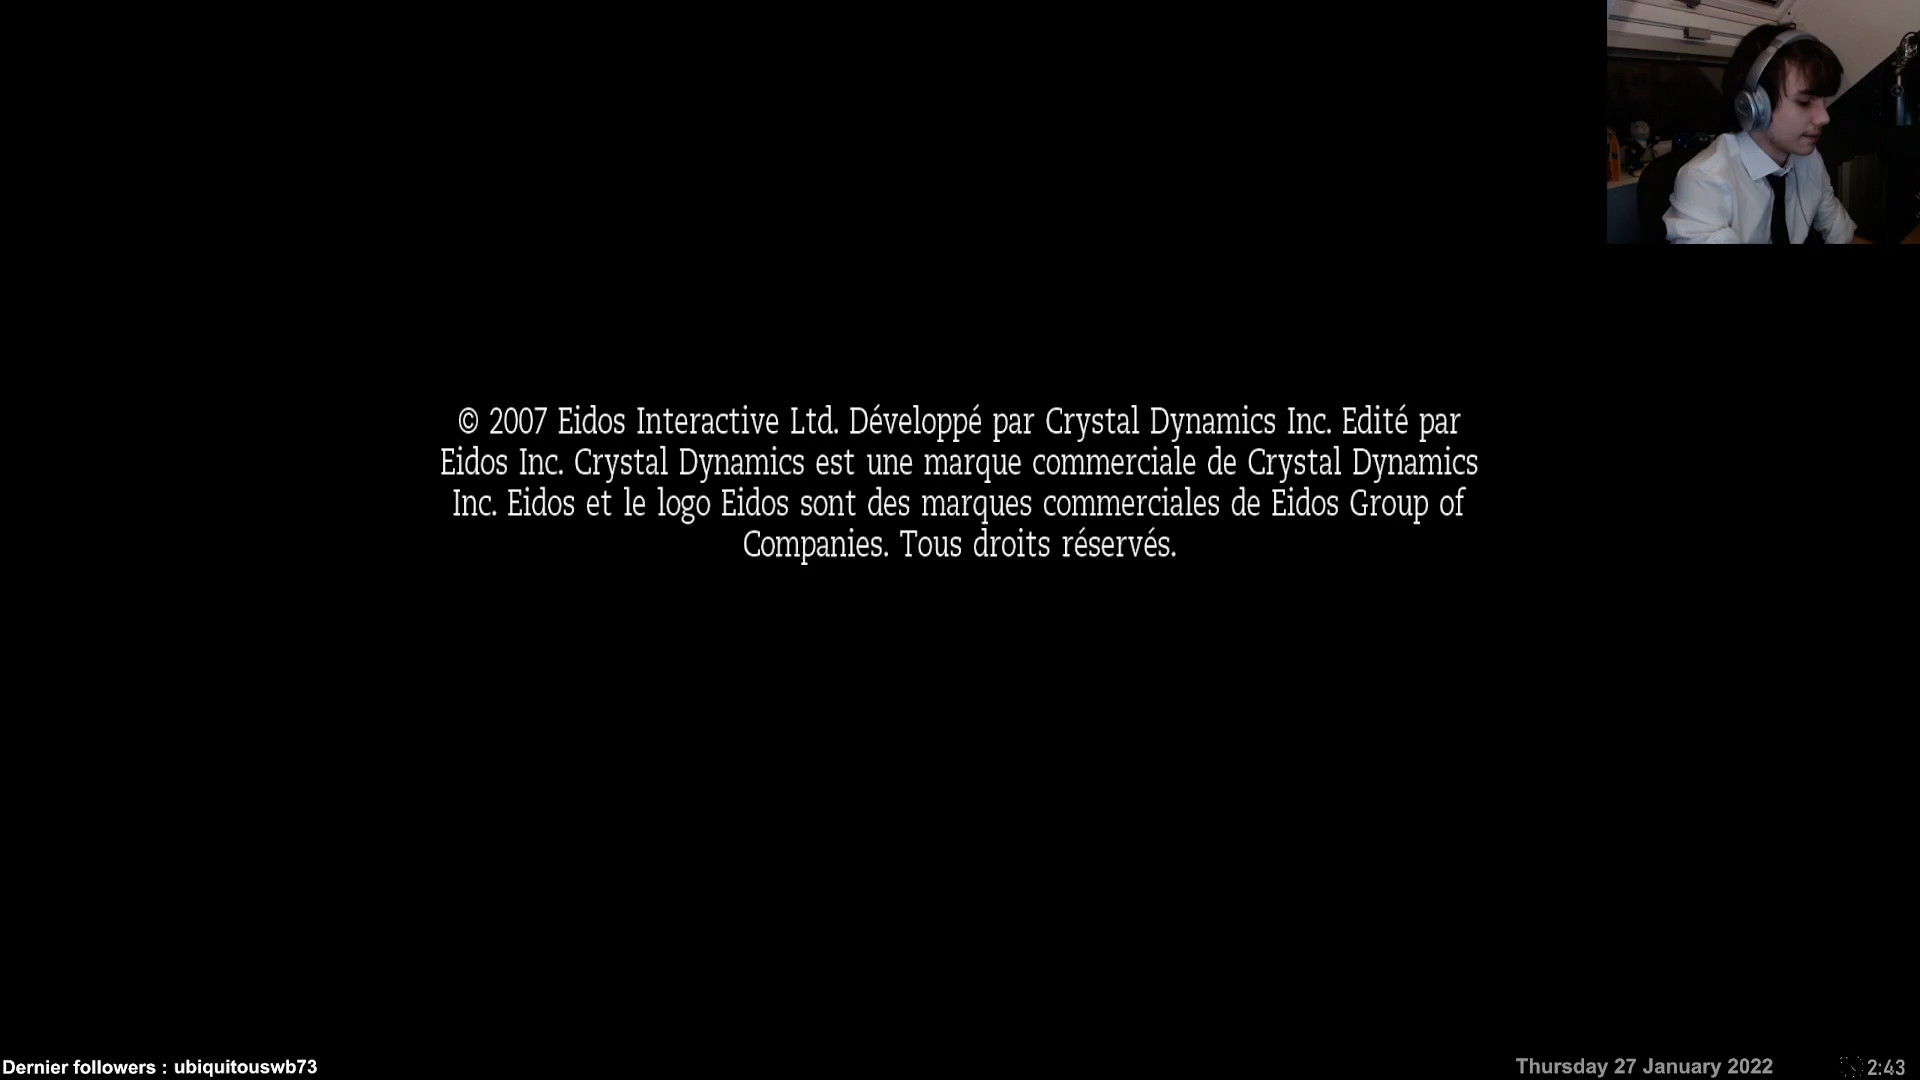 © 2007 Eidos Interactive Ltd. Développé par Crystal Dynamics Inc. Edité par
Eidos Inc. Crystal Dynamics est une marque commerciale de Crystal Dynamics
Inc. Eidos et le logo Eidos sont des marques commerciales de Eidos Group of
Companies. Tous droits réservés.
Dernier followers : ubiquitouswb73
Thursday 27 January 2022
2:43